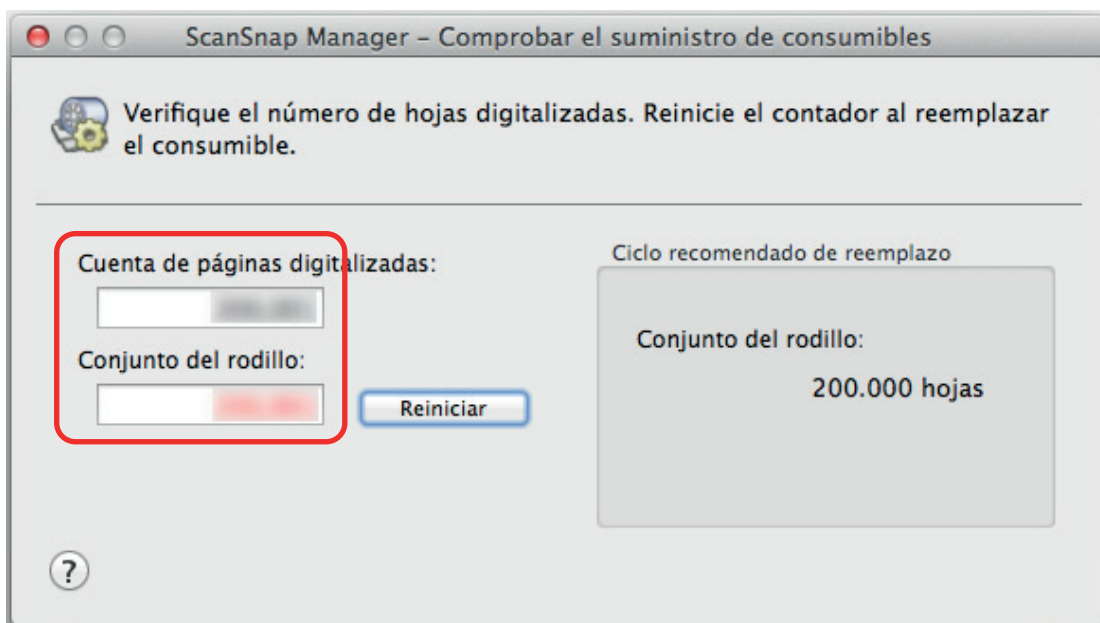 ScanSnap Manager – Comprobar el suministro de consumibles
Verifique el número de hojas digitalizadas. Reinicie el contador al reemplazar
el consumible.
Cuenta de páginas digitalizadas:
Conjunto del rodillo:
Reiniciar
Ciclo recomendado de reemplazo
Conjunto del rodillo:
200.000 hojas
?